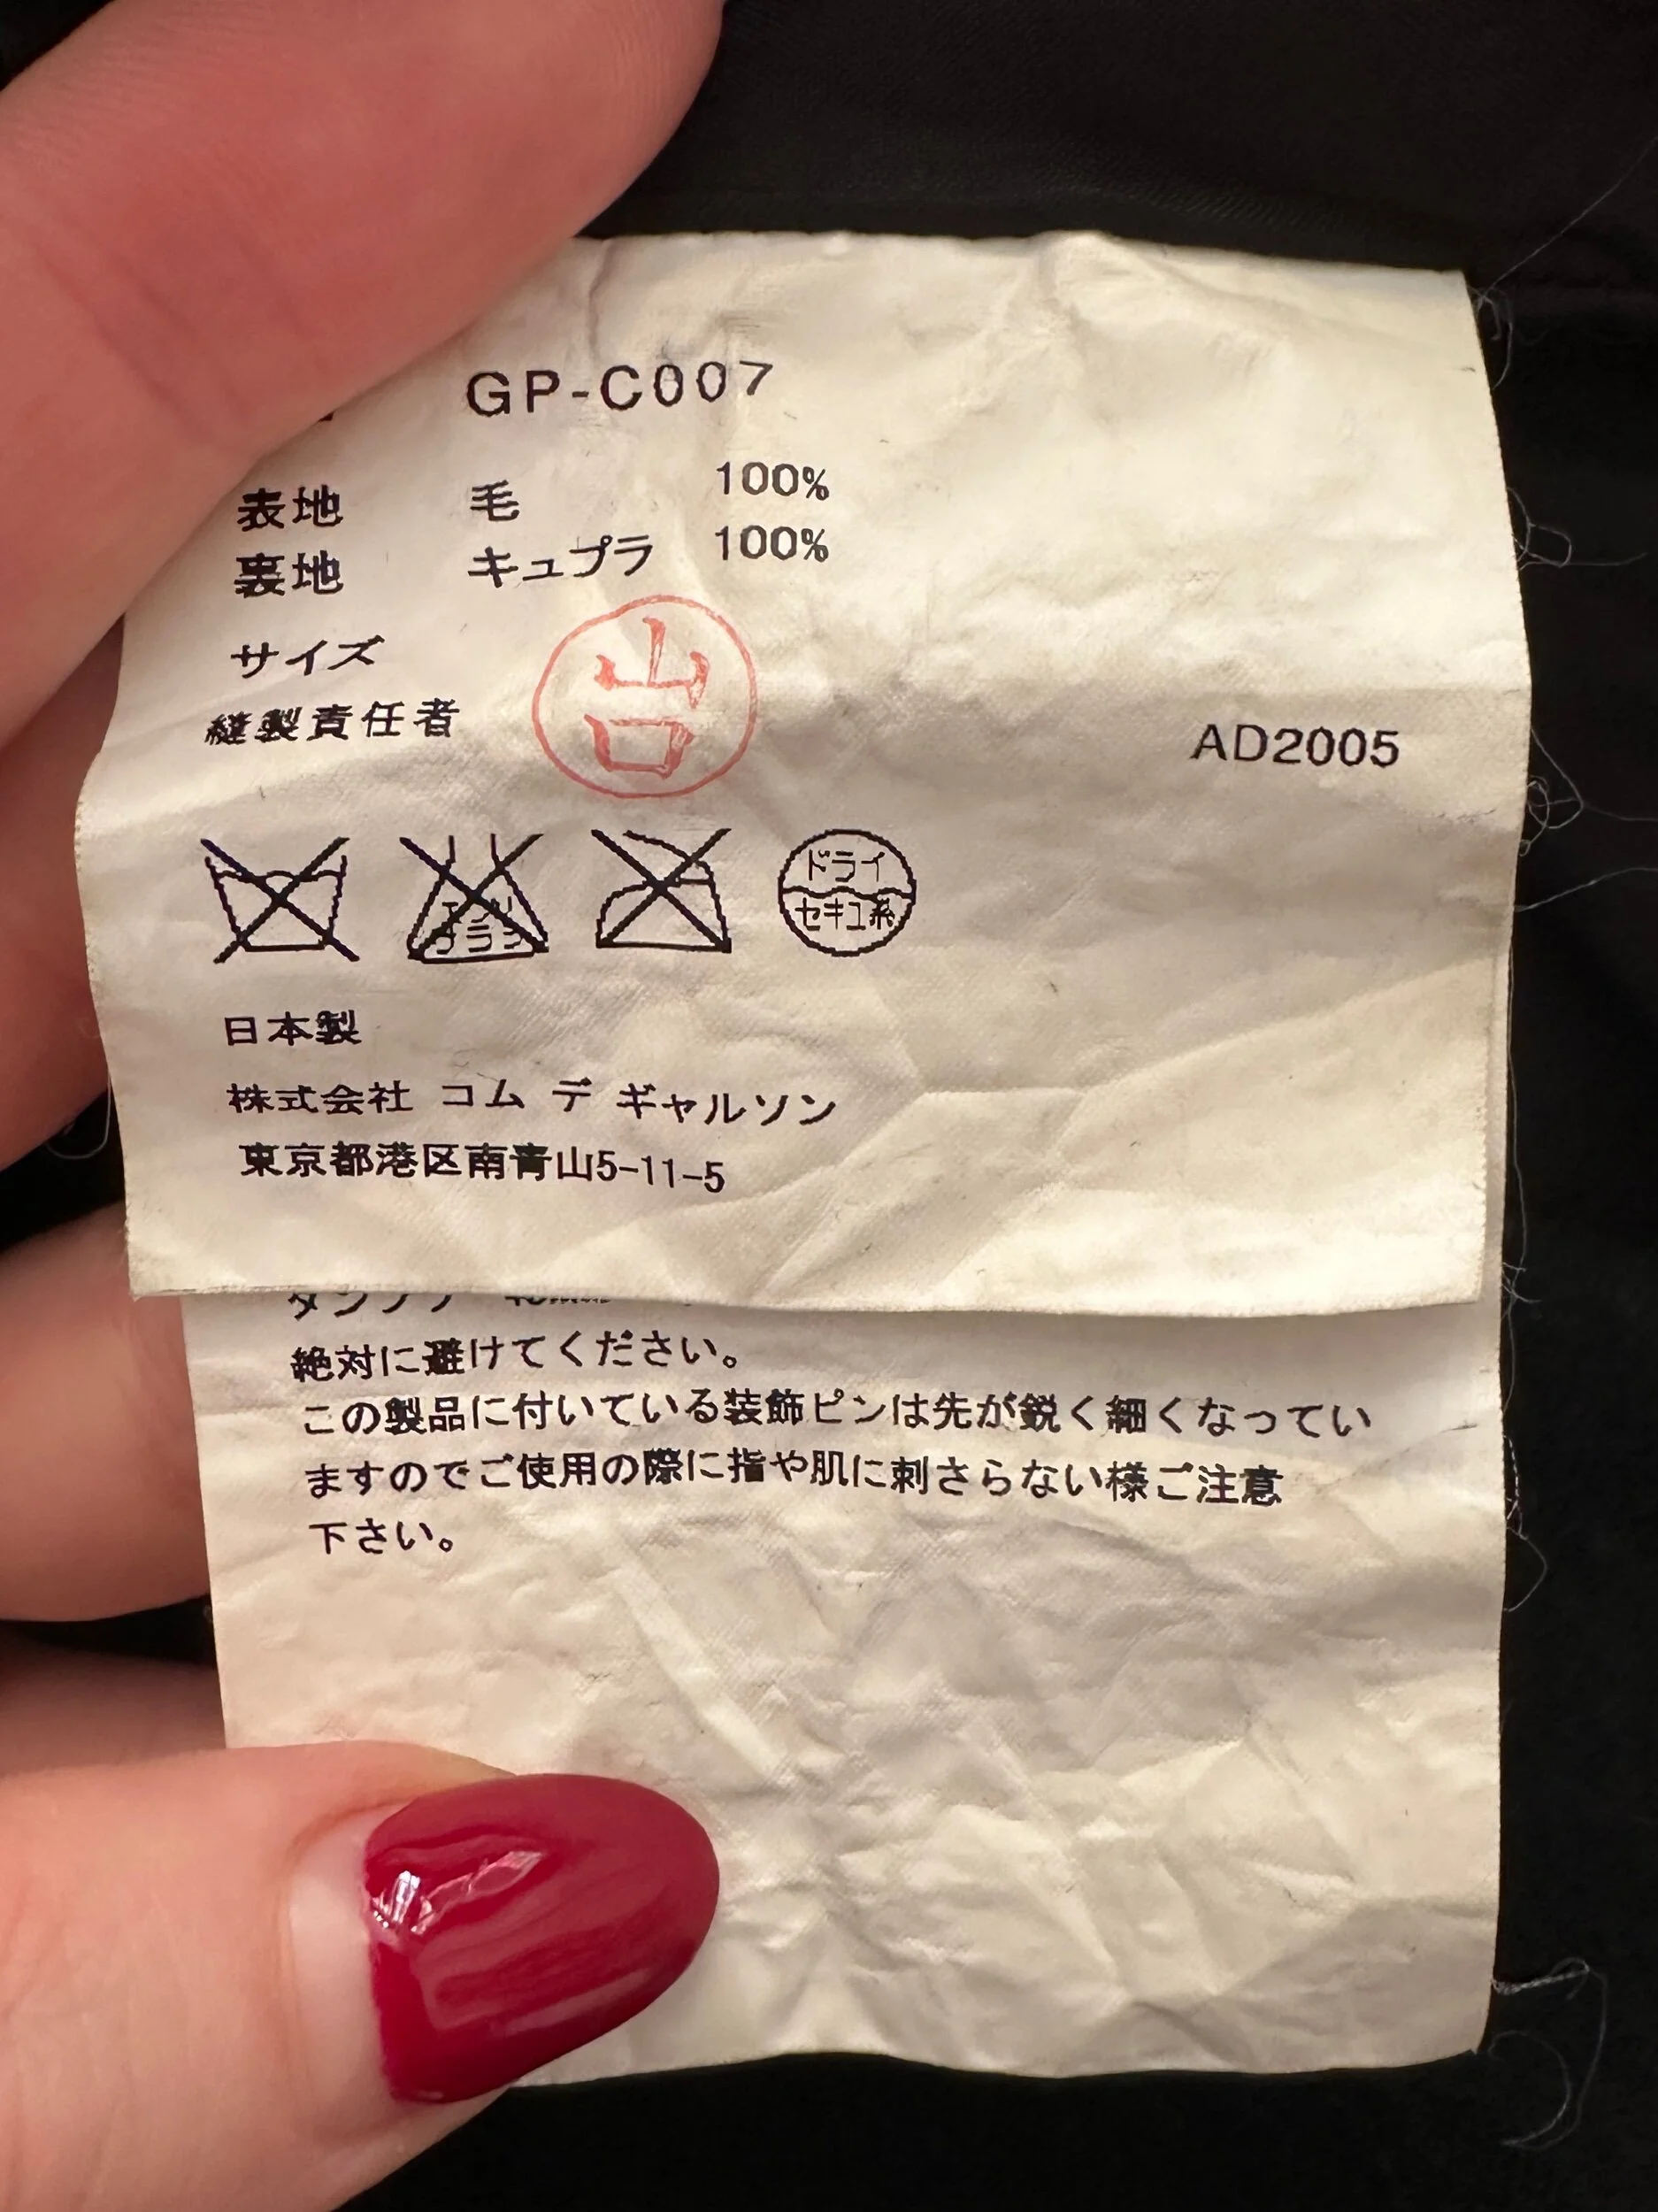 GP-C007
表地 毛 100%
裏地 キュプラ 100%
サイズ
縫製責任者 山口
AD2005
エンソ
サラシ
ドライ
セキユ系
日本製
株式会社 コム デ ギャルソン
東京都港区南青山5-11-5
絶対に避けてください。
この製品に付いている装飾ピンは先が鋭く細くなってい
ますのでご使用の際に指や肌に刺さらない様ご注意
下さい。